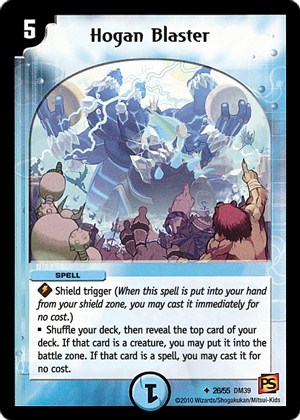 5
Hogan Blaster
SPELL
Shield trigger (When this spell is put into your hand
from your shield zone, you may cast it immediately for
no cost.)
▪ Shuffle your deck, then reveal the top card of your
deck. If that card is a creature, you may put it into the
battle zone. If that card is a spell, you may cast it for
no cost.
26/55 DM39
©2010 Wizards/Shogakukan/Mitsui-Kids
PS